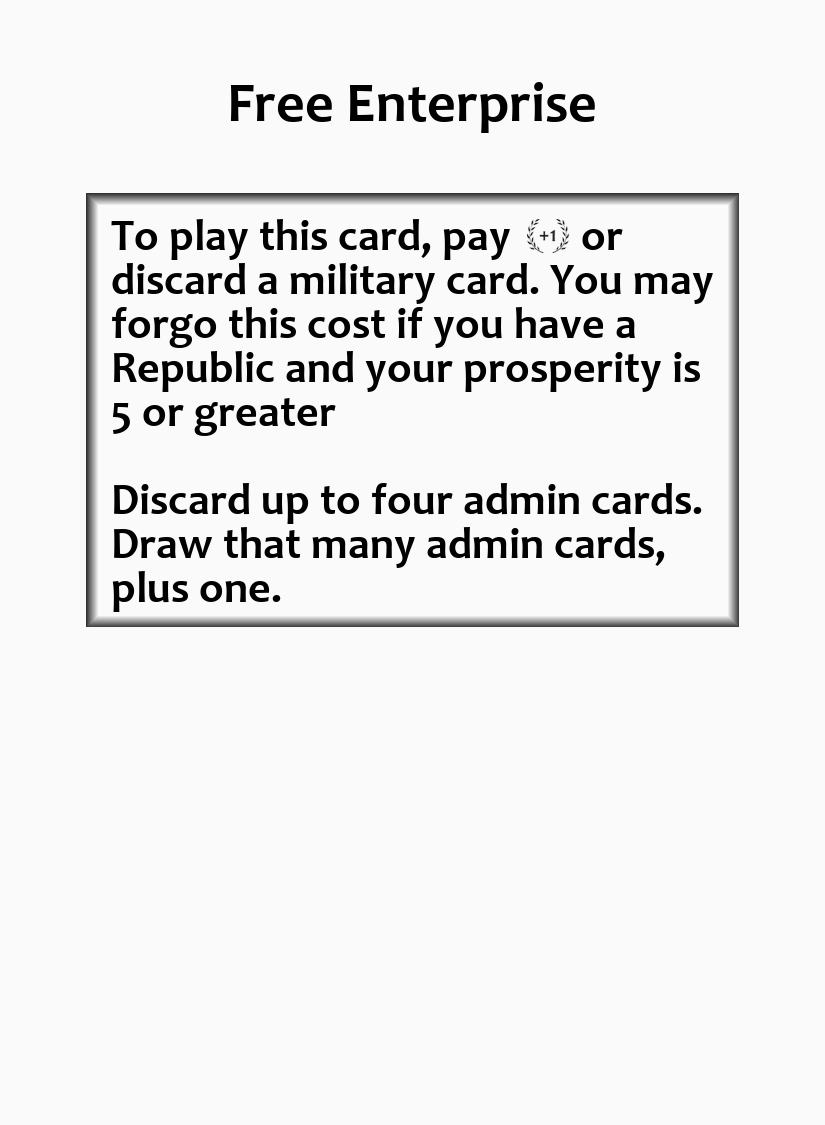 Free Enterprise
To play this card, pay +1 or
discard a military card. You may
forgo this cost if you have a
Republic and your prosperity is
5 or greater
Discard up to four admin cards.
Draw that many admin cards,
plus one.